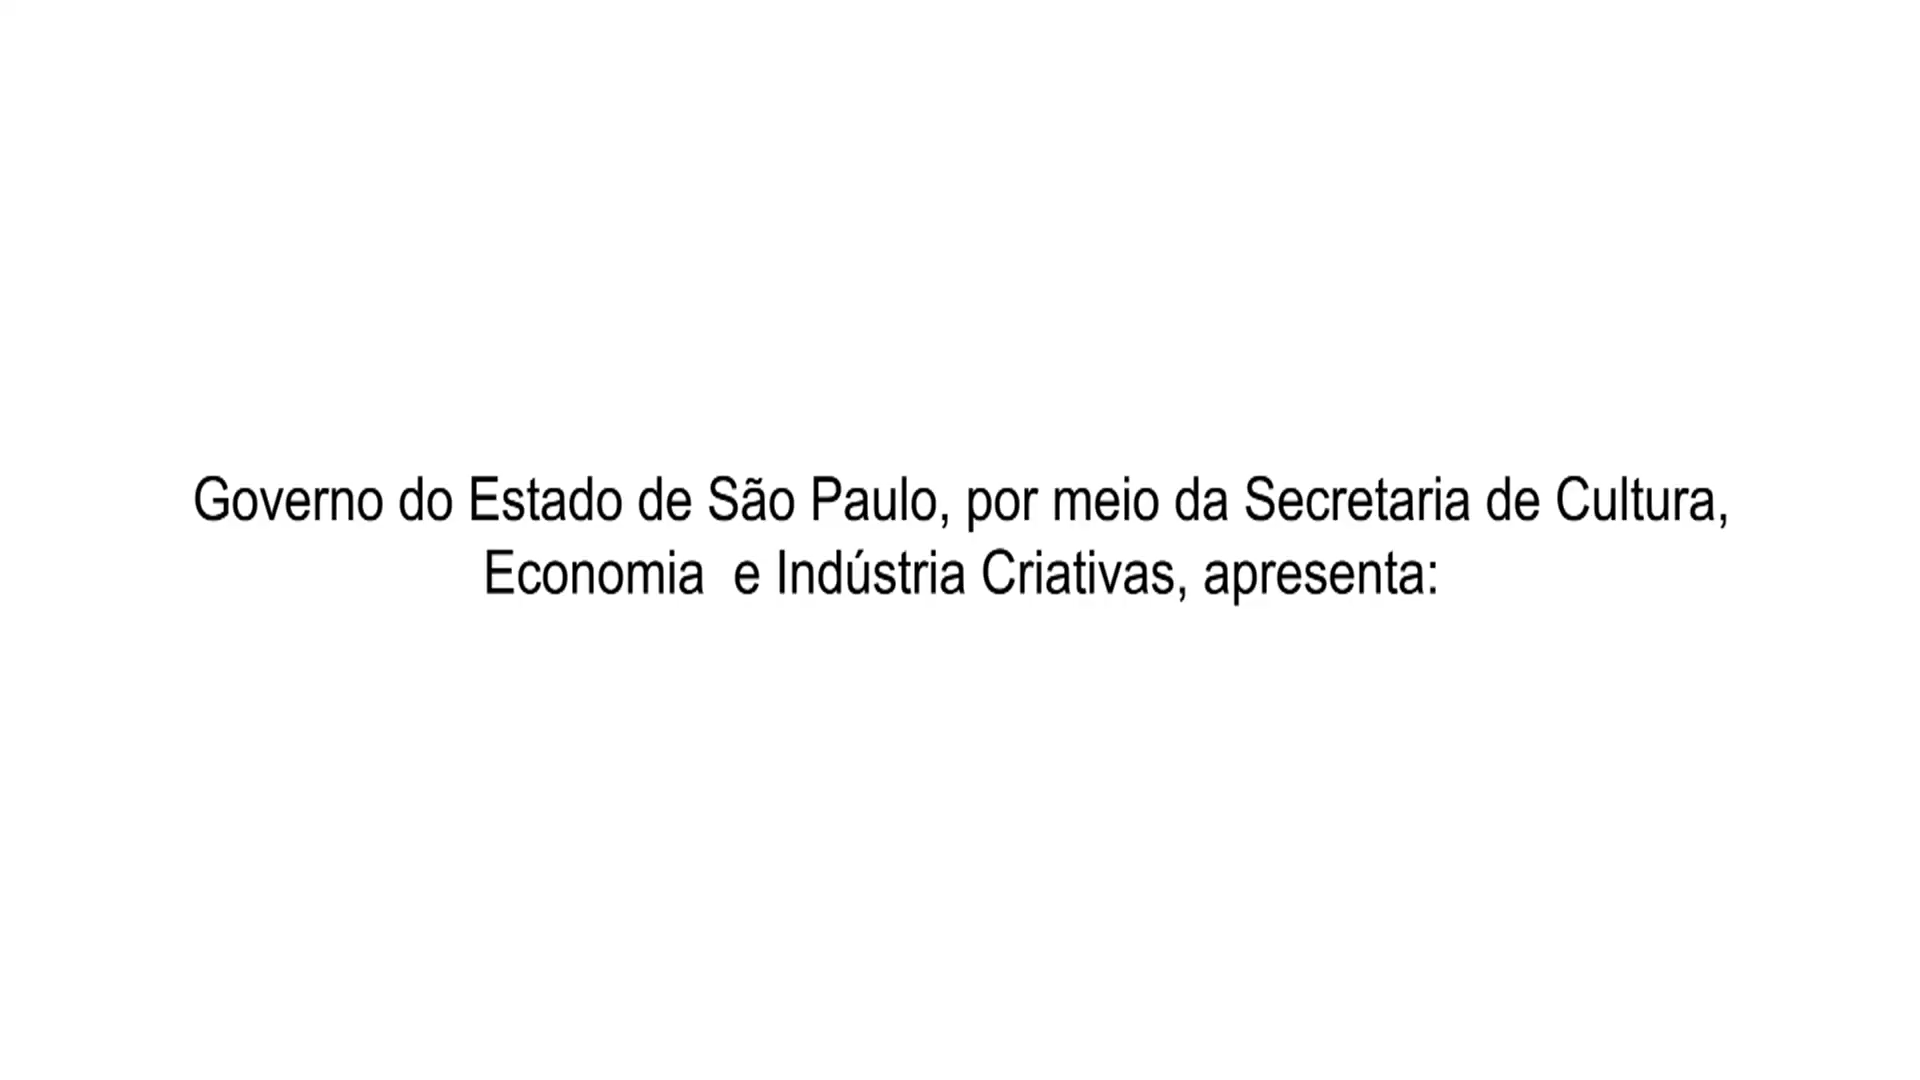 Governo do Estado de São Paulo, por meio da Secretaria de Cultura,
Economia  e Indústria Criativas, apresenta: